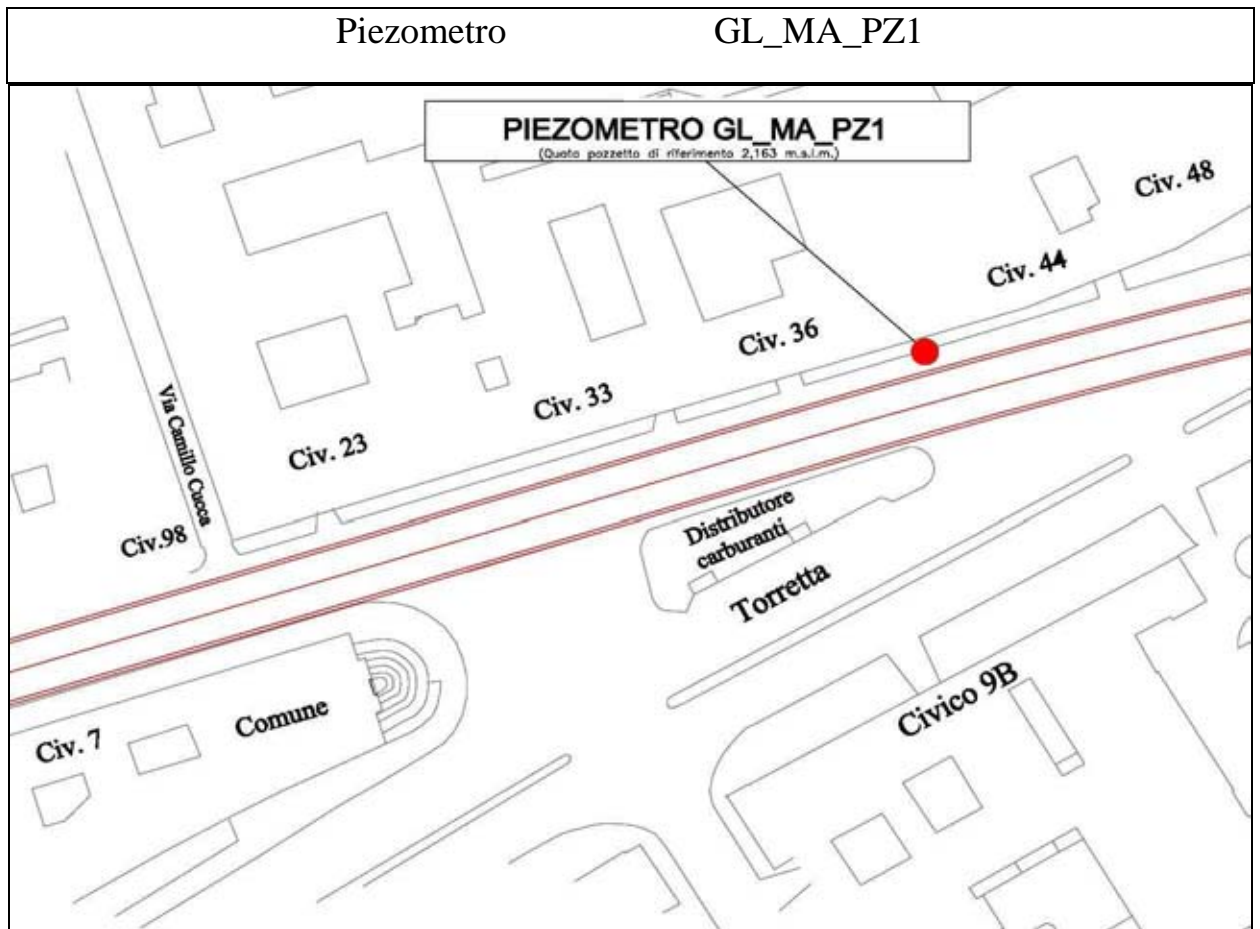 Piezometro GL_MA_PZ1
PIEZOMETRO GL_MA_PZ1
(Quota pozzetto di riferimento 2,163 m.s.l.m.)
Civ. 48
Civ. 44
Civ. 36
Civ. 33
Civ. 23
Via Camillo Cucca
Civ.98
Distributore
carburanti
Torretta
Civico 9B
Comune
Civ. 7